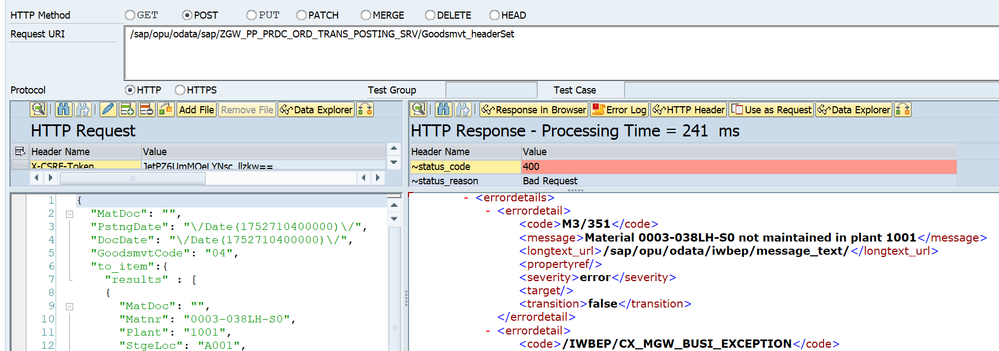 HTTP Method GET POST PUT PATCH MERGE DELETE HEAD
Request URI /sap/opu/odata/sap/ZGW_PP_PRDC_ORD_TRANS_POSTING_SRV/Goodsmvt_headerSet
Protocol HTTP HTTPS Test Group Test Case
Add File Remove File Data Explorer
HTTP Request
Header Name Value
X-CSRF-Token JetPZ6UmMOeLYNsc_llzkw==
1 {
2 "MatDoc": "",
3 "PstngDate": "\/Date(1752710400000)\/",
4 "DocDate": "\/Date(1752710400000)\/",
5 "GoodsmvtCode": "04",
6 "to_item":{
7 "results" : [
8 {
9 "MatDoc": "",
10 "Matnr": "0003-038LH-S0",
11 "Plant": "1001",
12 "StgeLoc": "A001",
Response in Browser Error Log HTTP Header Use as Request Data Explorer
HTTP Response - Processing Time = 241 ms
Header Name Value
~status_code 400
~status_reason Bad Request
- <errordetails>
- <errordetail>
<code>M3/351</code>
<message>Material 0003-038LH-S0 not maintained in plant 1001</message>
<longtext_url>/sap/opu/odata/iwbep/message_text/</longtext_url>
<propertyref/>
<severity>error</severity>
<target/>
<transition>false</transition>
</errordetail>
- <errordetail>
<code>/IWBEP/CX_MGW_BUSI_EXCEPTION</code>